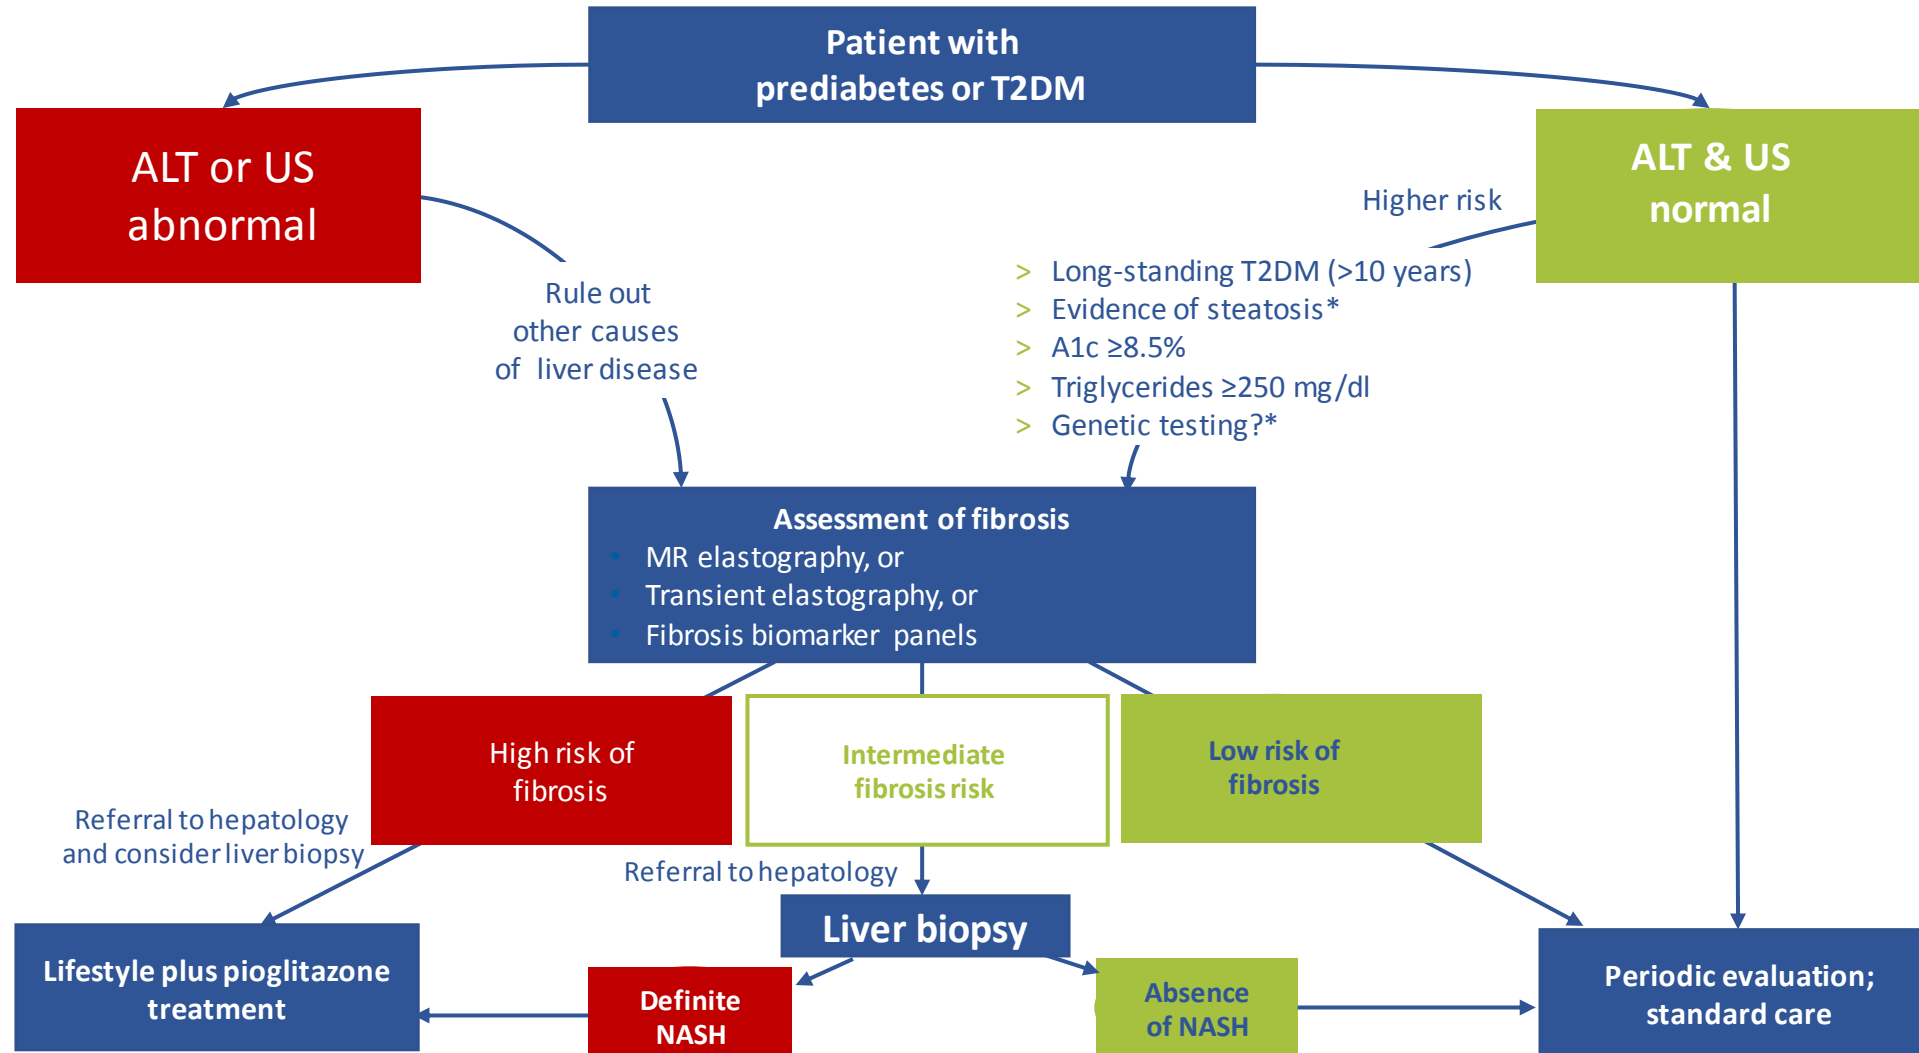 Patient with
prediabetes or T2DM
ALT or US
abnormal
ALT & US
normal
Higher risk
Rule out
other causes
of liver disease
> Long-standing T2DM (>10 years)
> Evidence of steatosis*
> A1c ≥8.5%
> Triglycerides ≥250 mg/dl
> Genetic testing?*
Assessment of fibrosis
• MR elastography, or
• Transient elastography, or
• Fibrosis biomarker panels
High risk of
fibrosis
Intermediate
fibrosis risk
Low risk of
fibrosis
Referral to hepatology
and consider liver biopsy
Referral to hepatology
Liver biopsy
Lifestyle plus pioglitazone
treatment
Definite
NASH
Absence
of NASH
Periodic evaluation;
standard care